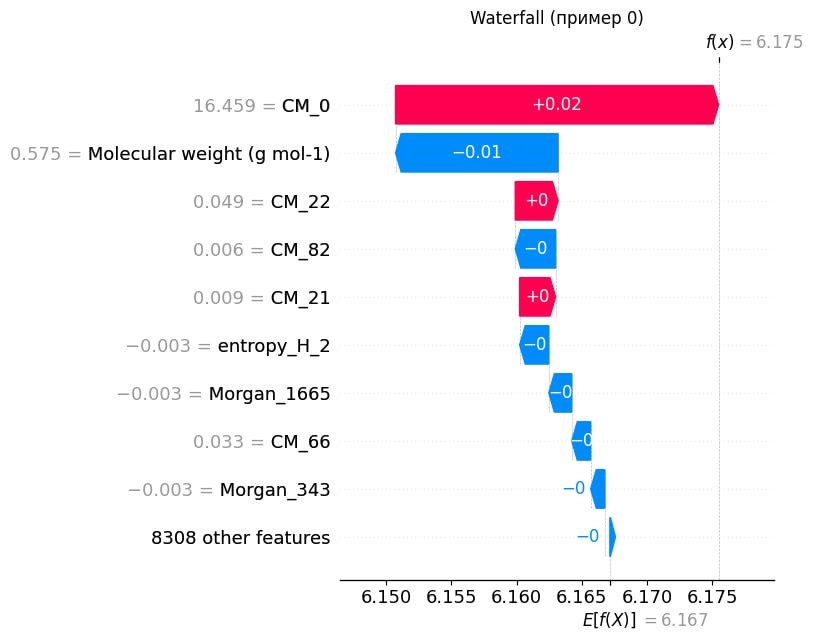 Waterfall (пример 0)
f(x) = 6.175
16.459 = CM_0
+0.02
0.575 = Molecular weight (g mol-1)
−0.01
0.049 = CM_22
+0
0.006 = CM_82
−0
0.009 = CM_21
+0
−0.003 = entropy_H_2
−0
−0.003 = Morgan_1665
−0
0.033 = CM_66
−0
−0.003 = Morgan_343
−0
8308 other features
−0
6.150 6.155 6.160 6.165 6.170 6.175
E[f(X)] = 6.167